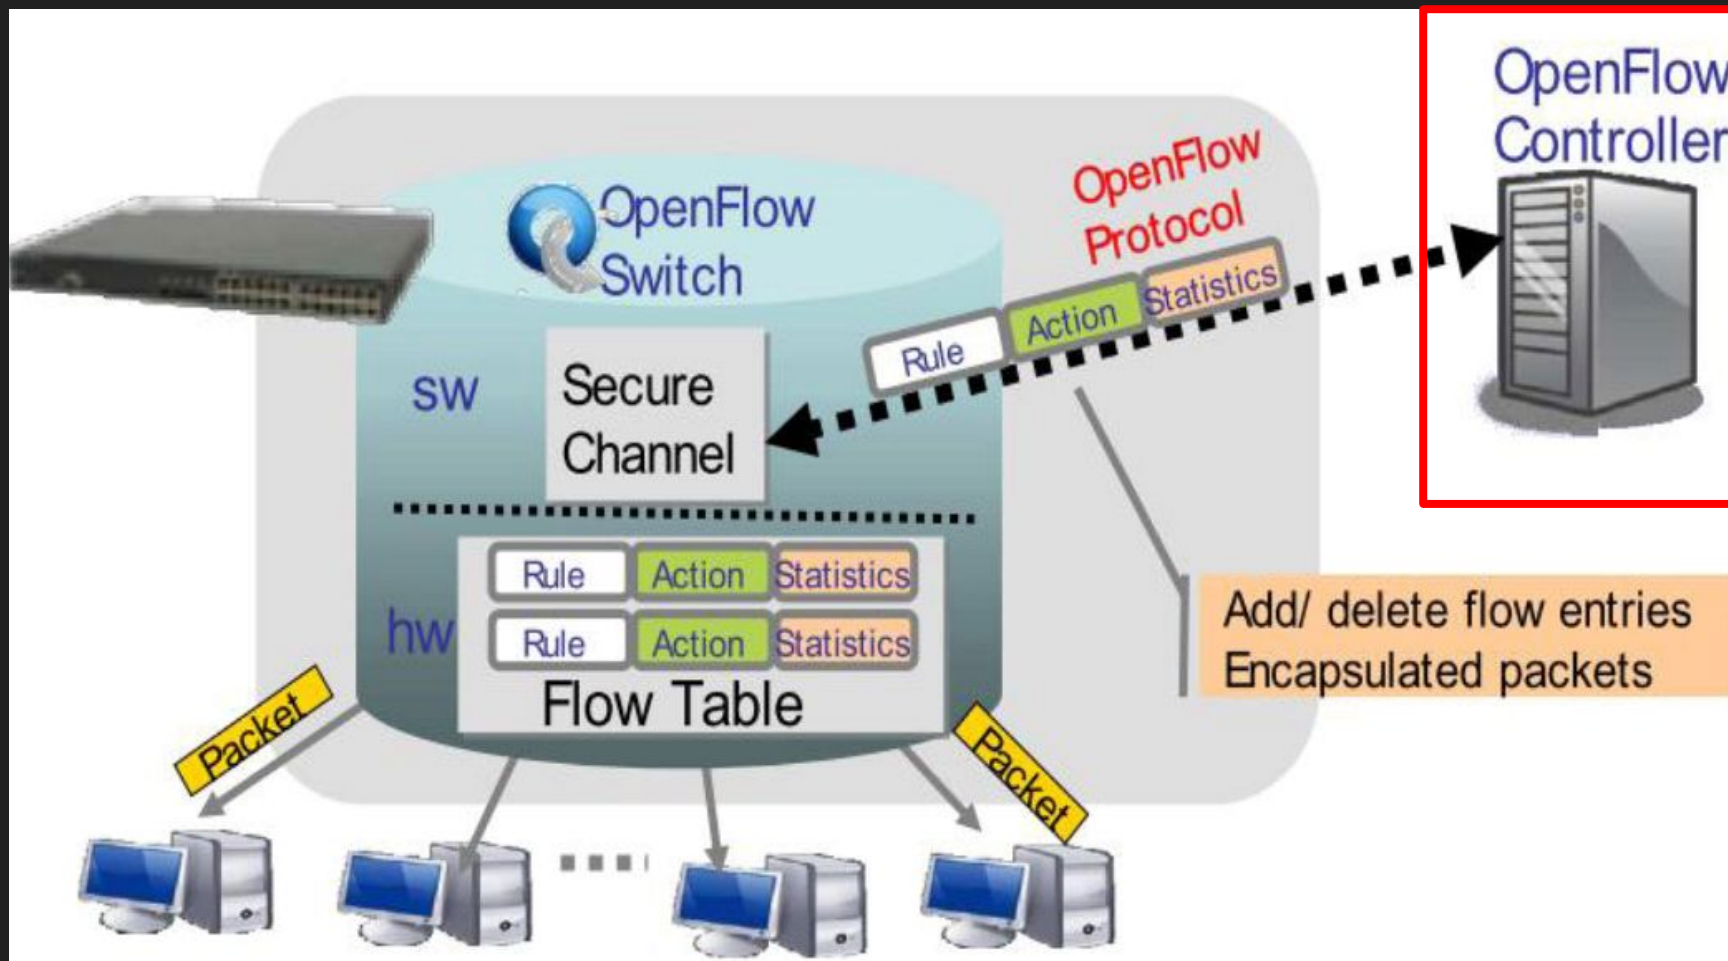 OpenFlow
Controller
OpenFlow
Protocol
OpenFlow
Switch
Rule
Action
Statistics
sw
Secure
Channel
Rule
Action
Statistics
hw
Rule
Action
Statistics
Flow Table
Add/ delete flow entries
Encapsulated packets
Packet
Packet